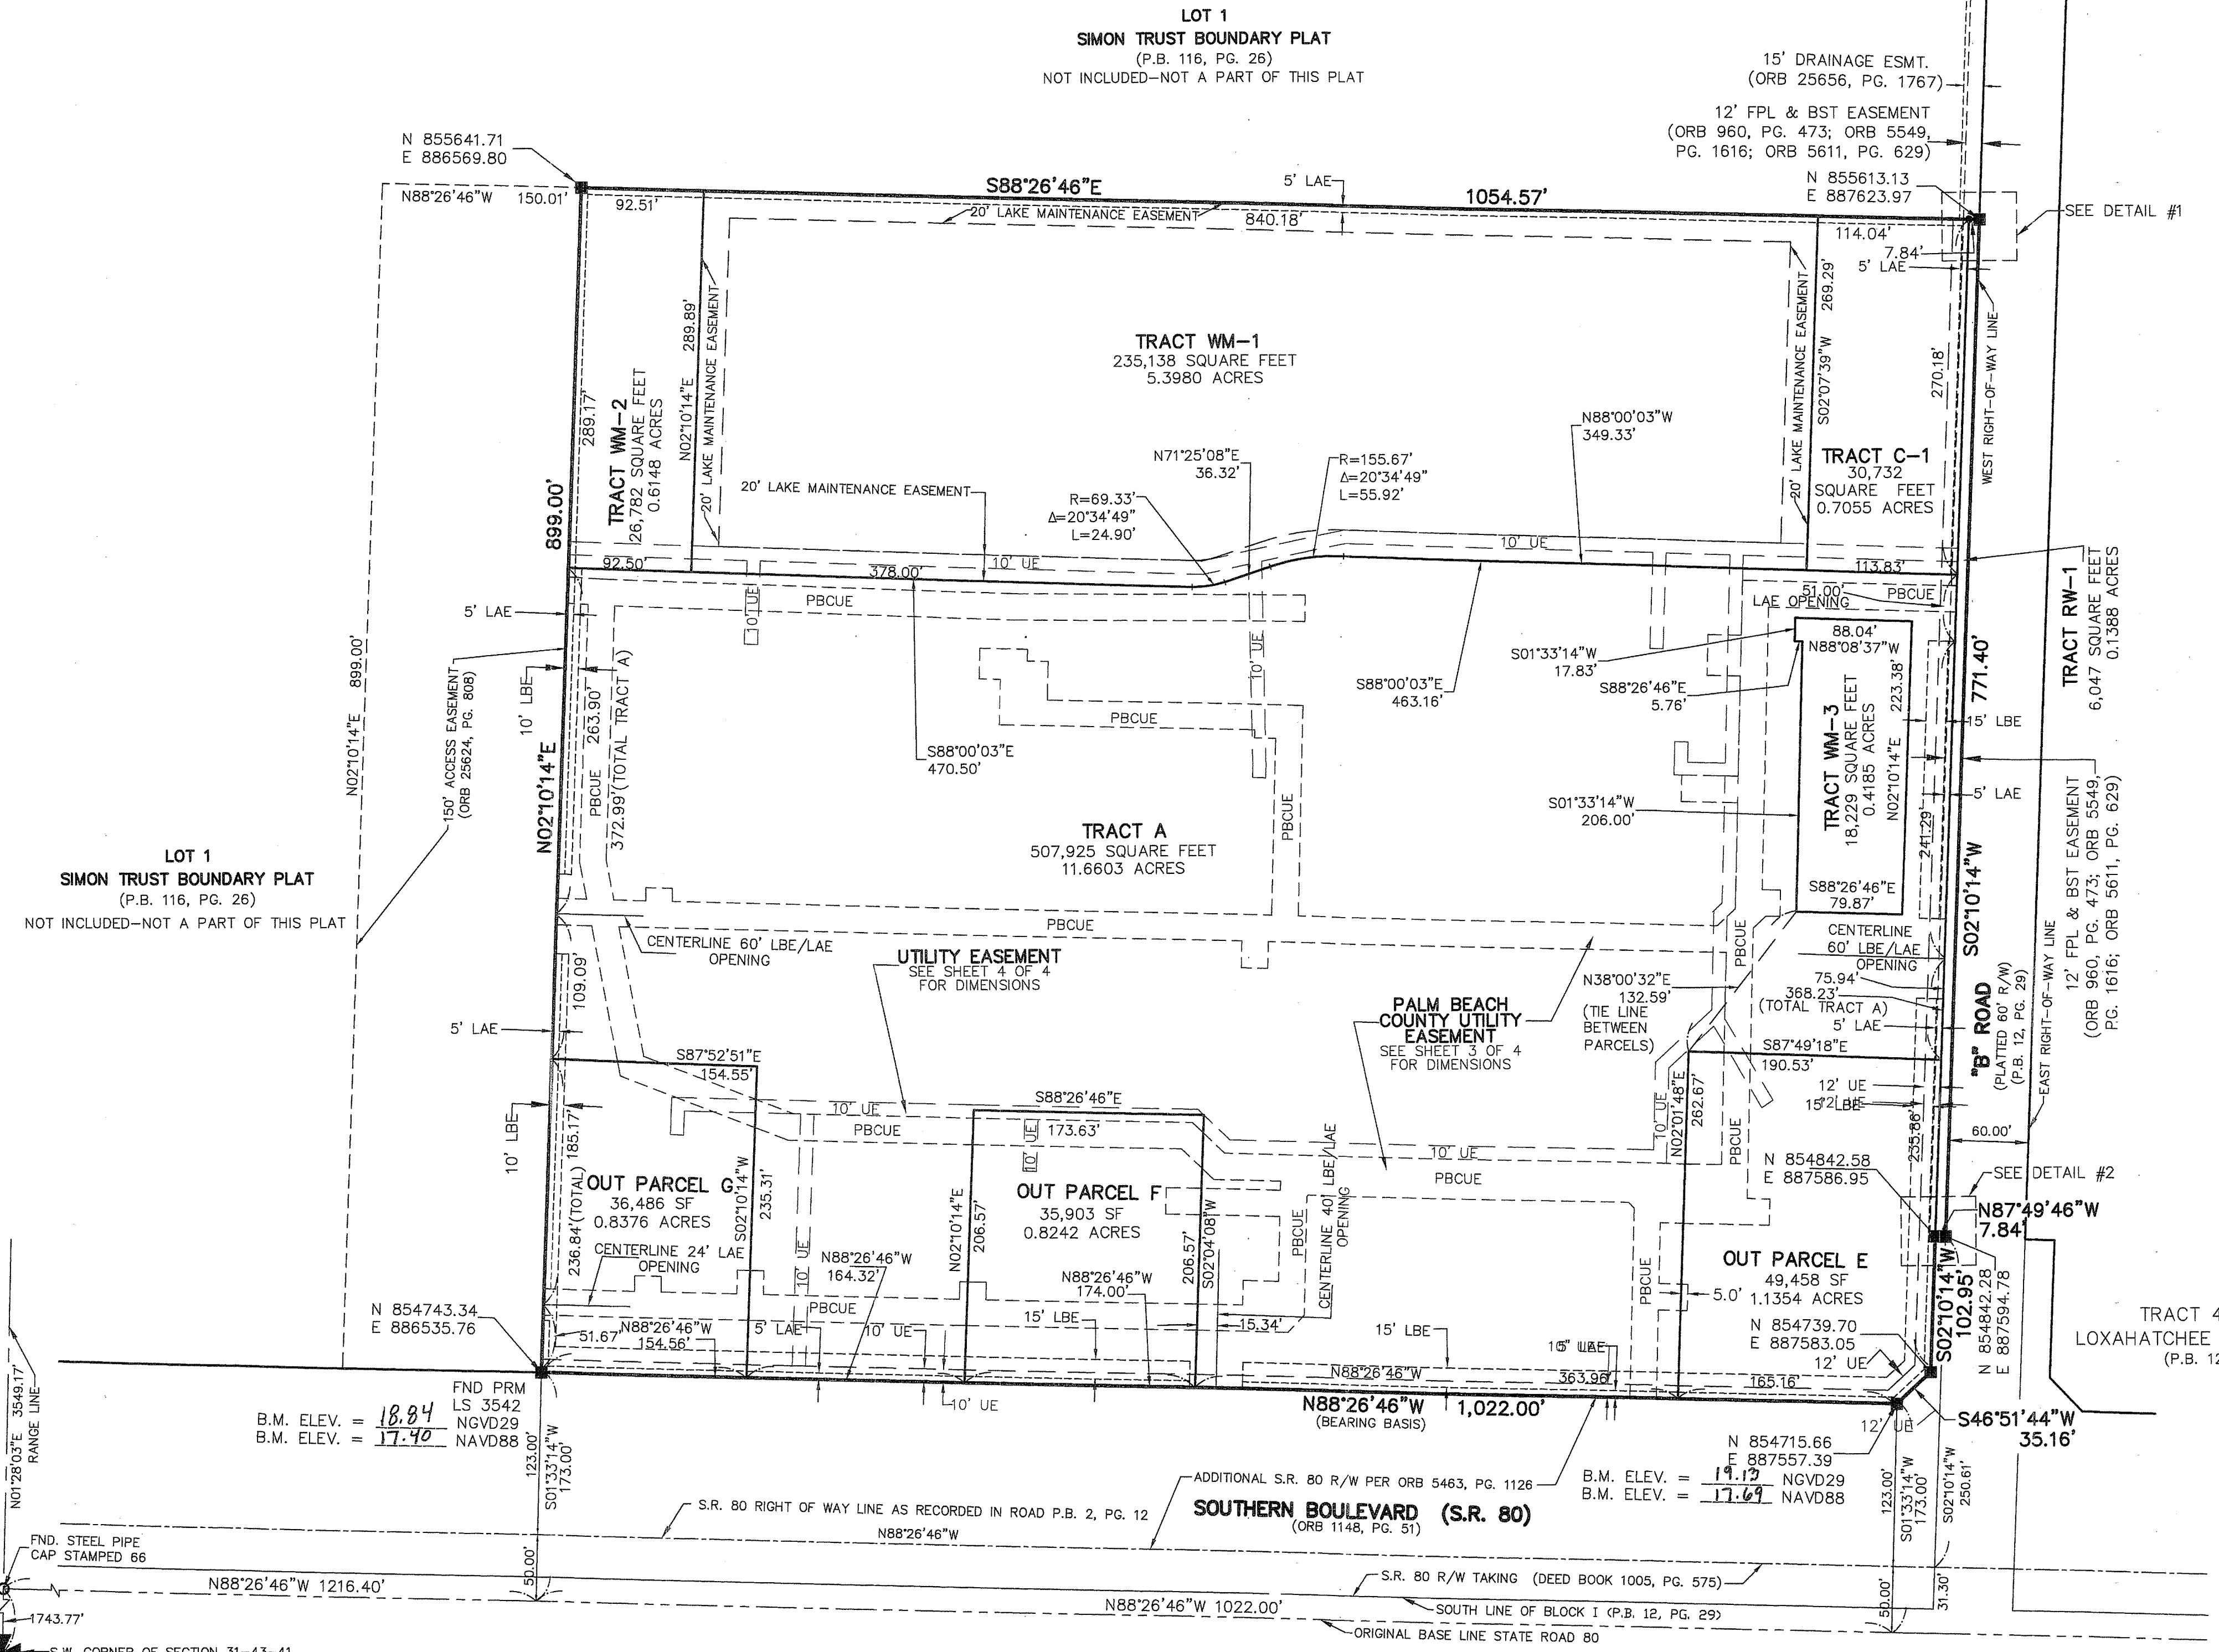 LOT 1
SIMON TRUST BOUNDARY PLAT
(P.B. 116, PG. 26)
NOT INCLUDED-NOT A PART OF THIS PLAT
15' DRAINAGE ESMT.
(ORB 25656, PG. 1767)
12' FPL & BST EASEMENT
(ORB 960, PG. 473; ORB 5549,
PG. 1616; ORB 5611, PG. 629)
N 855641.71
E 886569.80
N 855613.13
E 887623.97
SEE DETAIL #1
N88°26'46"W 150.01'
92.51'
S88°26'46"E
5' LAE
1054.57'
20' LAKE MAINTENANCE EASEMENT
840.18'
114.04'
7.84'
5' LAE
TRACT WM-1
235,138 SQUARE FEET
5.3980 ACRES
289.17'
TRACT WM-2
26,782 SQUARE FEET
0.6148 ACRES
N02°10'14"E 289.89'
20' LAKE MAINTENANCE EASEMENT
20' LAKE MAINTENANCE EASEMENT
S02°07'39"W 269.29'
270.18'
WEST RIGHT-OF-WAY LINE
N88°00'03"W
349.33'
TRACT C-1
30,732
SQUARE FEET
0.7055 ACRES
N71°25'08"E
36.32'
R=155.67'
Δ=20°34'49"
L=55.92'
20' LAKE MAINTENANCE EASEMENT
R=69.33'
Δ=20°34'49"
L=24.90'
899.00'
N02°10'14"E
10' UE
10' UE
92.50'
378.00'
113.83'
PBCUE
10' UE
10' UE
51.00'
PBCUE
LAE OPENING
5' LAE
88.04'
N88°08'37"W
S01°33'14"W
17.83'
S88°26'46"E
5.76'
S88°00'03"E
463.16'
TRACT RW-1
6,047 SQUARE FEET
0.1388 ACRES
771.40'
S02°10'14"W
N02°10'14"E 899.00'
150' ACCESS EASEMENT
(ORB 25624, PG. 808)
10' LBE
263.90'
PBCUE
372.99'(TOTAL TRACT A)
PBCUE
S88°00'03"E
470.50'
TRACT WM-3
18,229 SQUARE FEET
0.4185 ACRES
N02°10'14"E 223.38'
15' LBE
5' LAE
241.29'
12' FPL & BST EASEMENT
(ORB 960, PG. 473; ORB 5549,
PG. 1616; ORB 5611, PG. 629)
S01°33'14"W
206.00'
TRACT A
507,925 SQUARE FEET
11.6603 ACRES
PBCUE
LOT 1
SIMON TRUST BOUNDARY PLAT
(P.B. 116, PG. 26)
NOT INCLUDED-NOT A PART OF THIS PLAT
S88°26'46"E
79.87'
PBCUE
CENTERLINE 60' LBE/LAE
OPENING
CENTERLINE
60' LBE/LAE
OPENING
PBCUE
UTILITY EASEMENT
SEE SHEET 4 OF 4
FOR DIMENSIONS
109.09'
N38°00'32"E
132.59'
(TIE LINE
BETWEEN
PARCELS)
75.94'
368.23'
(TOTAL TRACT A)
5' LAE
"B" ROAD
(PLATTED 60' R/W)
(P.B. 12, PG. 29)
EAST RIGHT-OF-WAY LINE
PALM BEACH
COUNTY UTILITY
EASEMENT
SEE SHEET 3 OF 4
FOR DIMENSIONS
5' LAE
S87°52'51"E
154.55'
S87°49'18"E
190.53'
12' UE
12' UE
15' LBE
S88°26'46"E
173.63'
10' UE
PBCUE
10' UE
10' UE
N02°01'48"E
262.67'
PBCUE
235.86'
60.00'
10' LBE
236.84'(TOTAL) 185.17'
10' UE
PBCUE
CENTERLINE 40' LBE/LAE
OPENING
PBCUE
N 854842.58
E 887586.95
SEE DETAIL #2
N87°49'46"W
7.84'
OUT PARCEL G
36,486 SF
0.8376 ACRES
S02°10'14"W
235.31'
OUT PARCEL F
35,903 SF
0.8242 ACRES
N02°10'14"E
206.57'
206.57'
S02°04'08"W
CENTERLINE 24' LAE
OPENING
10' UE
N88°26'46"W
164.32'
N88°26'46"W
174.00'
PBCUE
OUT PARCEL E
49,458 SF
1.1354 ACRES
5.0'
S02°10'14"W
102.95'
N 854842.28
E 887594.78
TRACT 4
LOXAHATCHEE
(P.B. 12
N 854743.34
E 886535.76
PBCUE
51.67'
N88°26'46"W
154.56'
5' LAE
10' UE
15' LBE
15.34'
15' LBE
N88°26'46"W
363.96'
N 854739.70
E 887583.05
12' UE
165.16'
10' UE
N88°26'46"W
(BEARING BASIS)
1,022.00'
12' UE
S46°51'44"W
35.16'
FND PRM
LS 3542
B.M. ELEV. = 18.84 NGVD29
B.M. ELEV. = 17.40 NAVD88
N 854715.66
E 887557.39
B.M. ELEV. = 19.13 NGVD29
B.M. ELEV. = 17.69 NAVD88
N01°28'03"E 3549.17'
RANGE LINE
123.00'
S01°33'14"W
173.00'
123.00'
S01°33'14"W
173.00'
S02°10'14"W
250.61'
ADDITIONAL S.R. 80 R/W PER ORB 5463, PG. 1126
S.R. 80 RIGHT OF WAY LINE AS RECORDED IN ROAD P.B. 2, PG. 12
SOUTHERN BOULEVARD (S.R. 80)
(ORB 1148, PG. 51)
N88°26'46"W
FND. STEEL PIPE
CAP STAMPED 66
50.00'
N88°26'46"W 1216.40'
S.R. 80 R/W TAKING (DEED BOOK 1005, PG. 575)
50.00'
31.30'
N88°26'46"W 1022.00'
SOUTH LINE OF BLOCK I (P.B. 12, PG. 29)
1743.77'
ORIGINAL BASE LINE STATE ROAD 80
S.W. CORNER OF SECTION 31-43-41